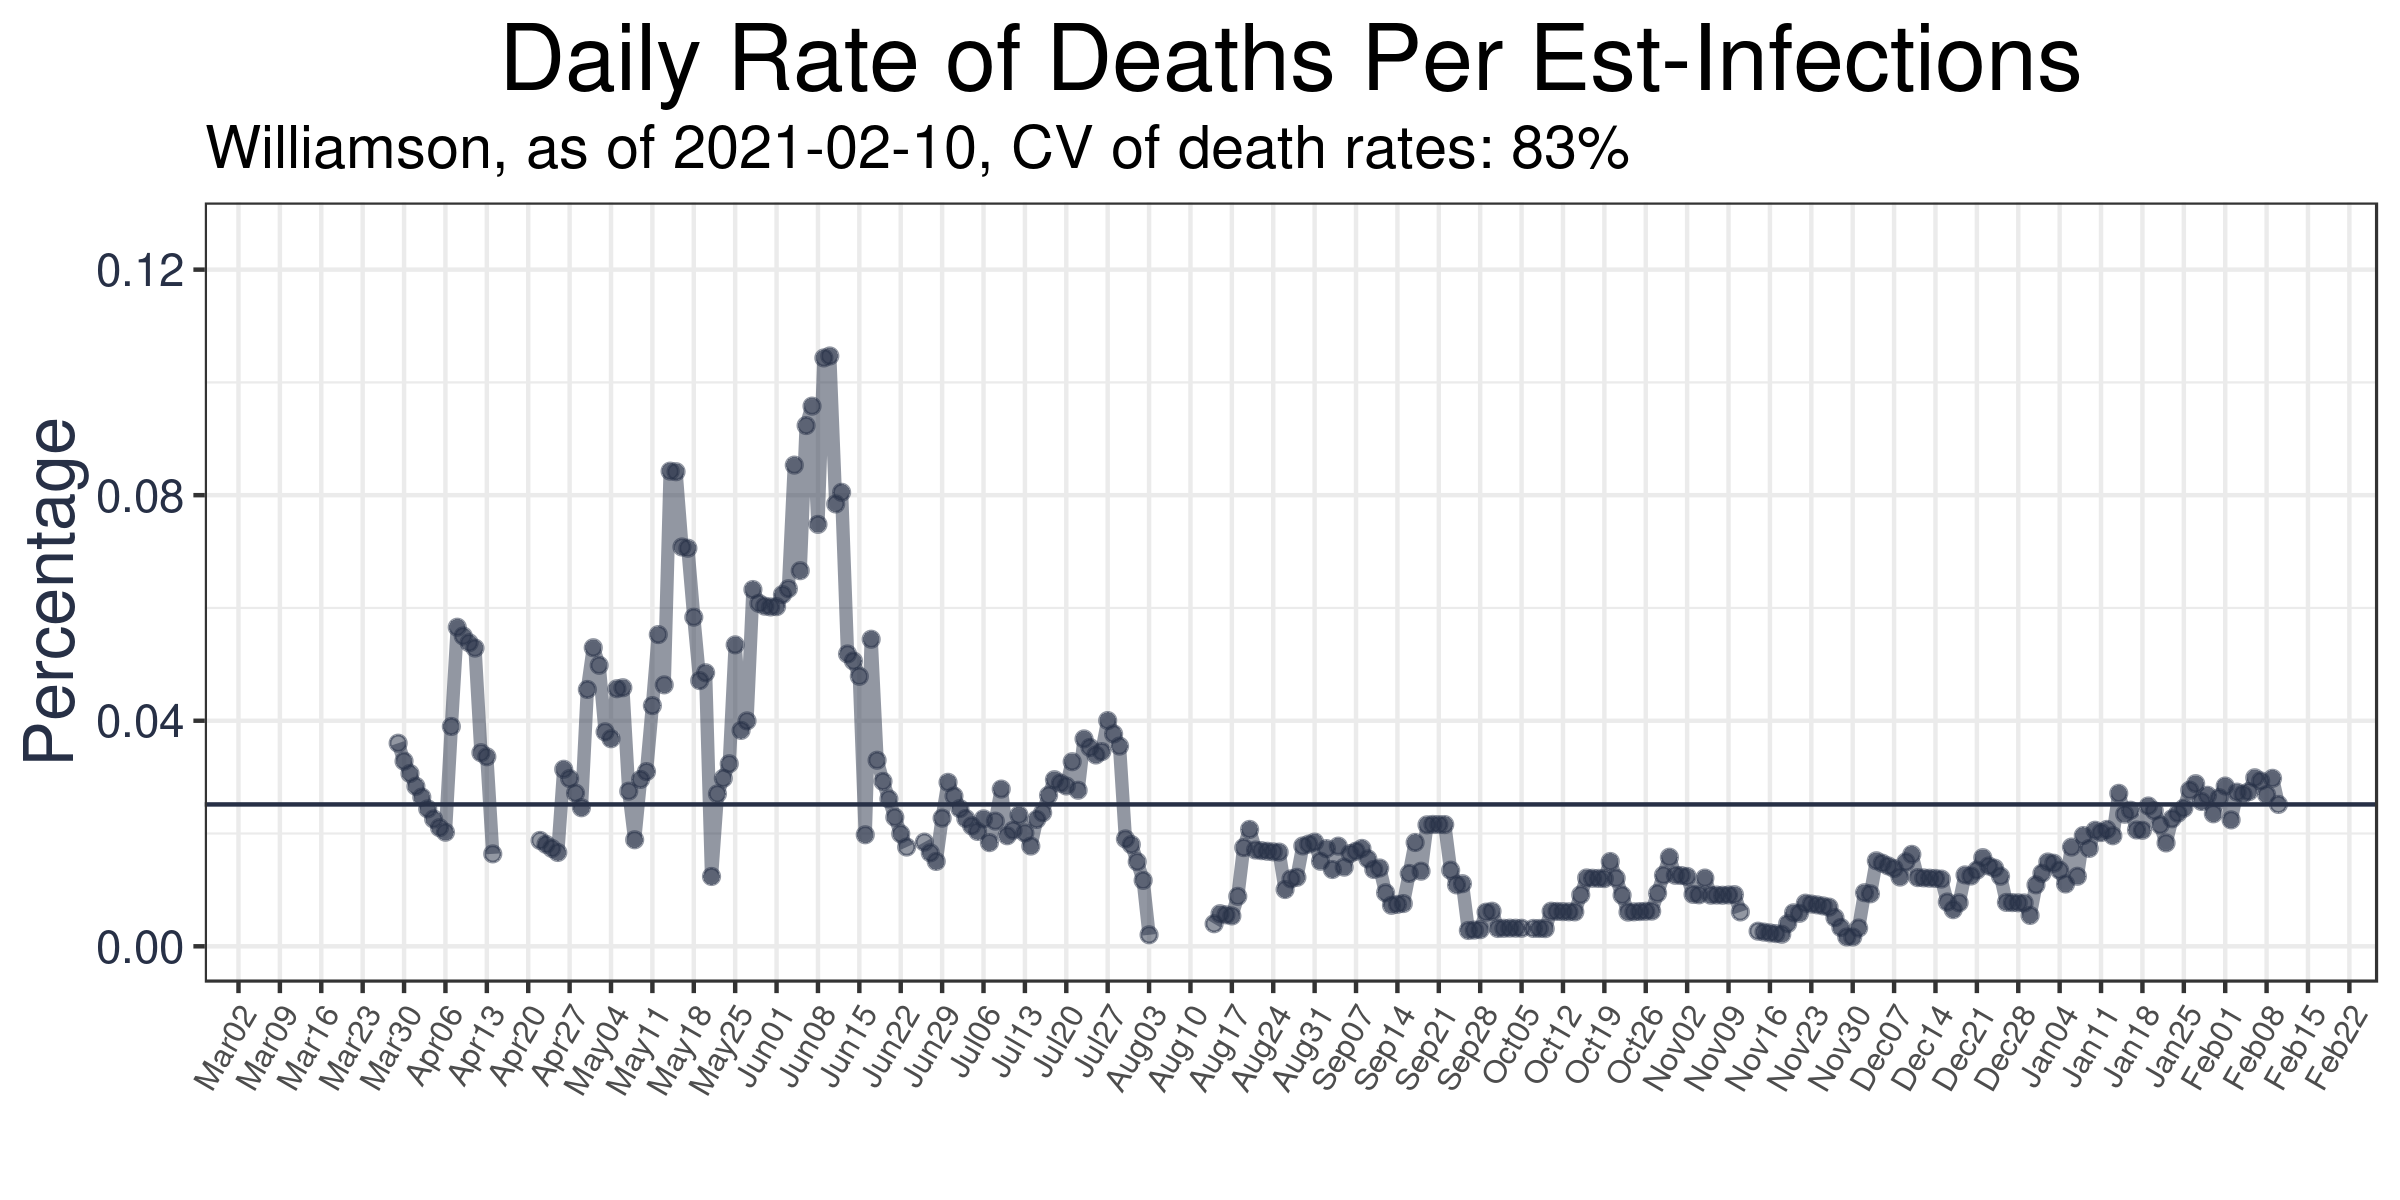 Daily Rate of Deaths Per Est-Infections
Williamson, as of 2021-02-10, CV of death rates: 83%
Percentage
0.12
0.08
0.04
0.00
Mar02
Mar09
Mar16
Mar23
Mar30
Apr06
Apr13
Apr20
Apr27
May04
May11
May18
May25
Jun01
Jun08
Jun15
Jun22
Jun29
Jul06
Jul13
Jul20
Jul27
Aug03
Aug10
Aug17
Aug24
Aug31
Sep07
Sep14
Sep21
Sep28
Oct05
Oct12
Oct19
Oct26
Nov02
Nov09
Nov16
Nov23
Nov30
Dec07
Dec14
Dec21
Dec28
Jan04
Jan11
Jan18
Jan25
Feb01
Feb08
Feb15
Feb22